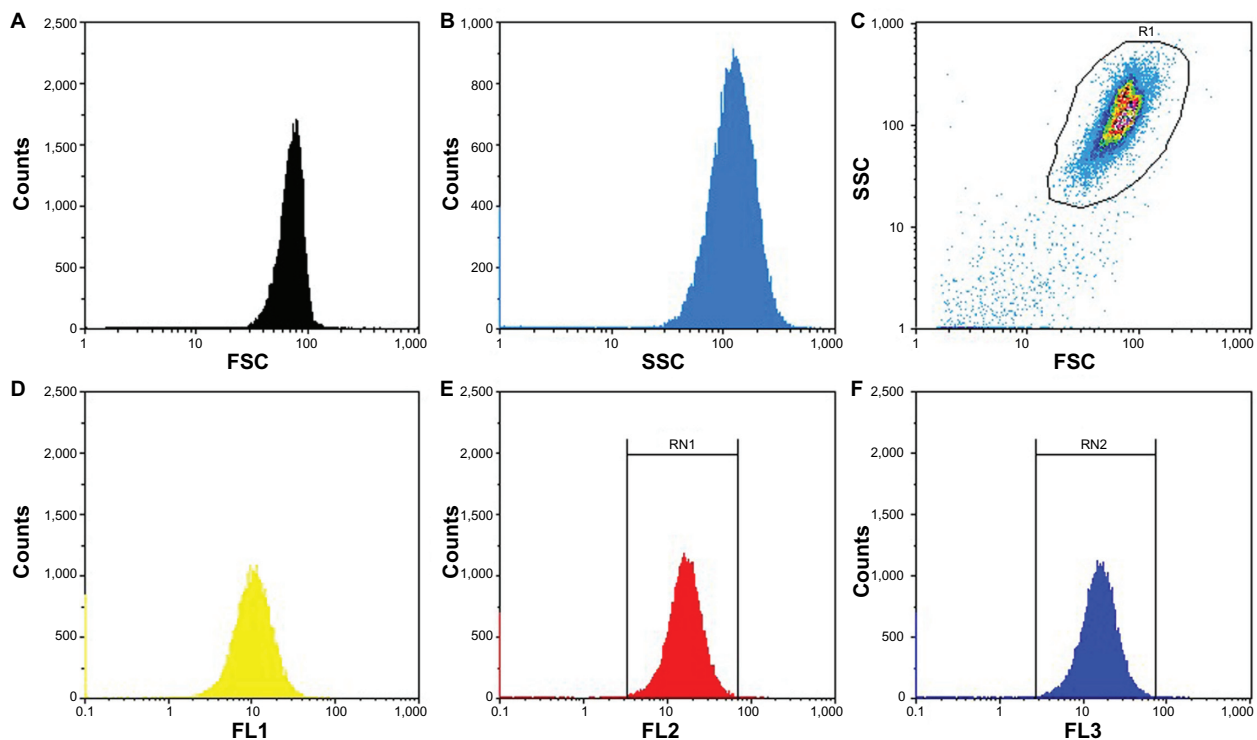 A
2,500
2,000
1,500
1,000
500
0
Counts
1 10 100 1,000
FSC
B
1,000
800
600
400
200
0
Counts
1 10 100 1,000
SSC
C
1,000
100
10
1
SSC
R1
1 10 100 1,000
FSC
D
2,500
2,000
1,500
1,000
500
0
Counts
0.1 1 10 100 1,000
FL1
E
2,500
2,000
1,500
1,000
500
0
Counts
RN1
0.1 1 10 100 1,000
FL2
F
2,500
2,000
1,500
1,000
500
0
Counts
RN2
0.1 1 10 100 1,000
FL3